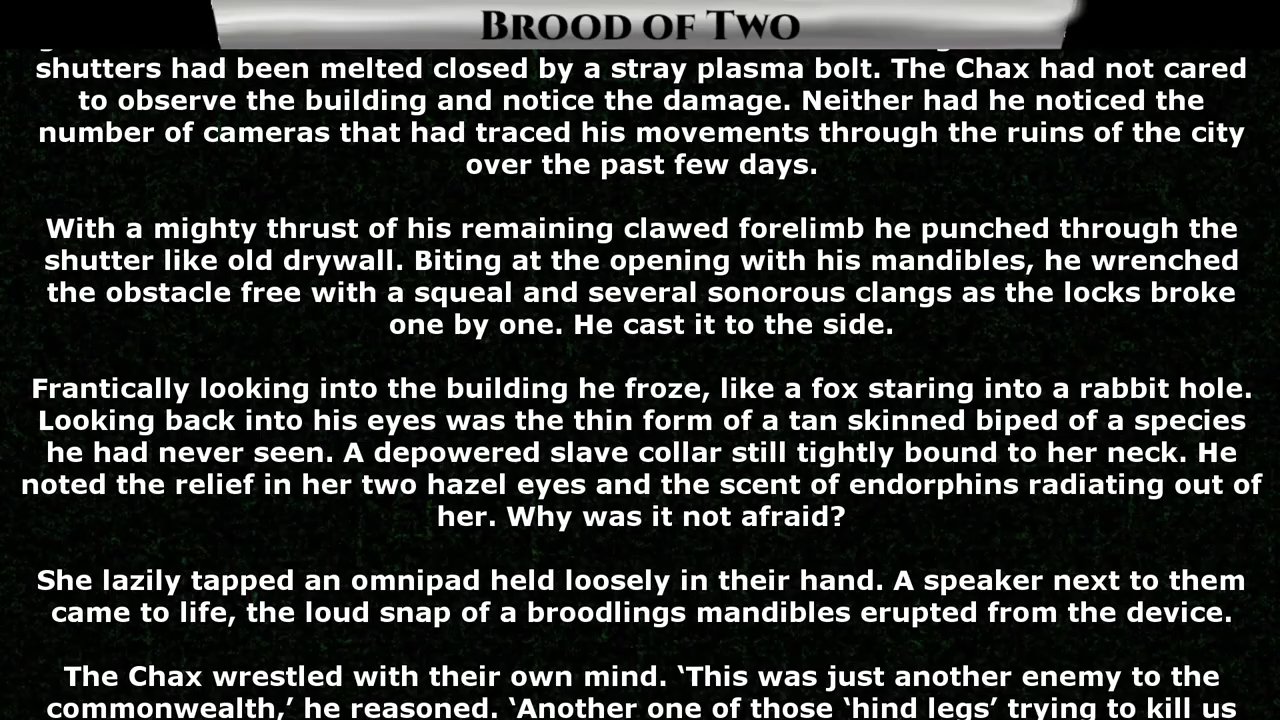 Brood of Two
shutters had been melted closed by a stray plasma bolt. The Chax had not cared
to observe the building and notice the damage. Neither had he noticed the
number of cameras that had traced his movements through the ruins of the city
over the past few days.
With a mighty thrust of his remaining clawed forelimb he punched through the
shutter like old drywall. Biting at the opening with his mandibles, he wrenched
the obstacle free with a squeal and several sonorous clangs as the locks broke
one by one. He cast it to the side.
Frantically looking into the building he froze, like a fox staring into a rabbit hole.
Looking back into his eyes was the thin form of a tan skinned biped of a species
he had never seen. A depowered slave collar still tightly bound to her neck. He
noted the relief in her two hazel eyes and the scent of endorphins radiating out of
her. Why was it not afraid?
She lazily tapped an omnipad held loosely in their hand. A speaker next to them
came to life, the loud snap of a broodlings mandibles erupted from the device.
The Chax wrestled with their own mind. ‘This was just another enemy to the
commonwealth,’ he reasoned. ‘Another one of those ‘hind legs’ trying to kill us